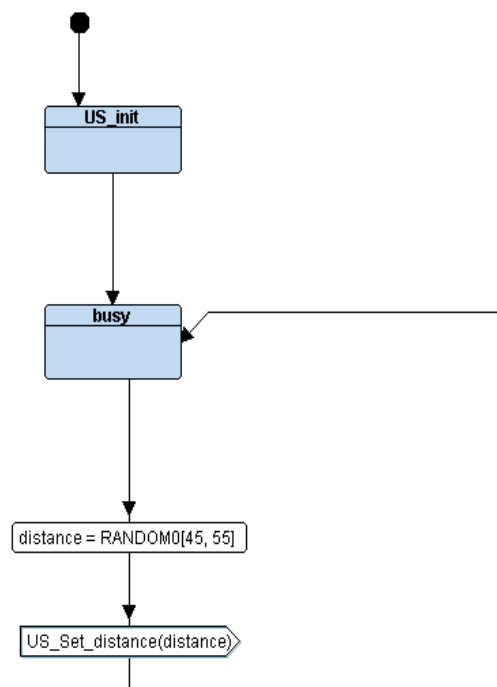 US_init
busy
distance = RANDOM0[45, 55]
US_Set_distance(distance)